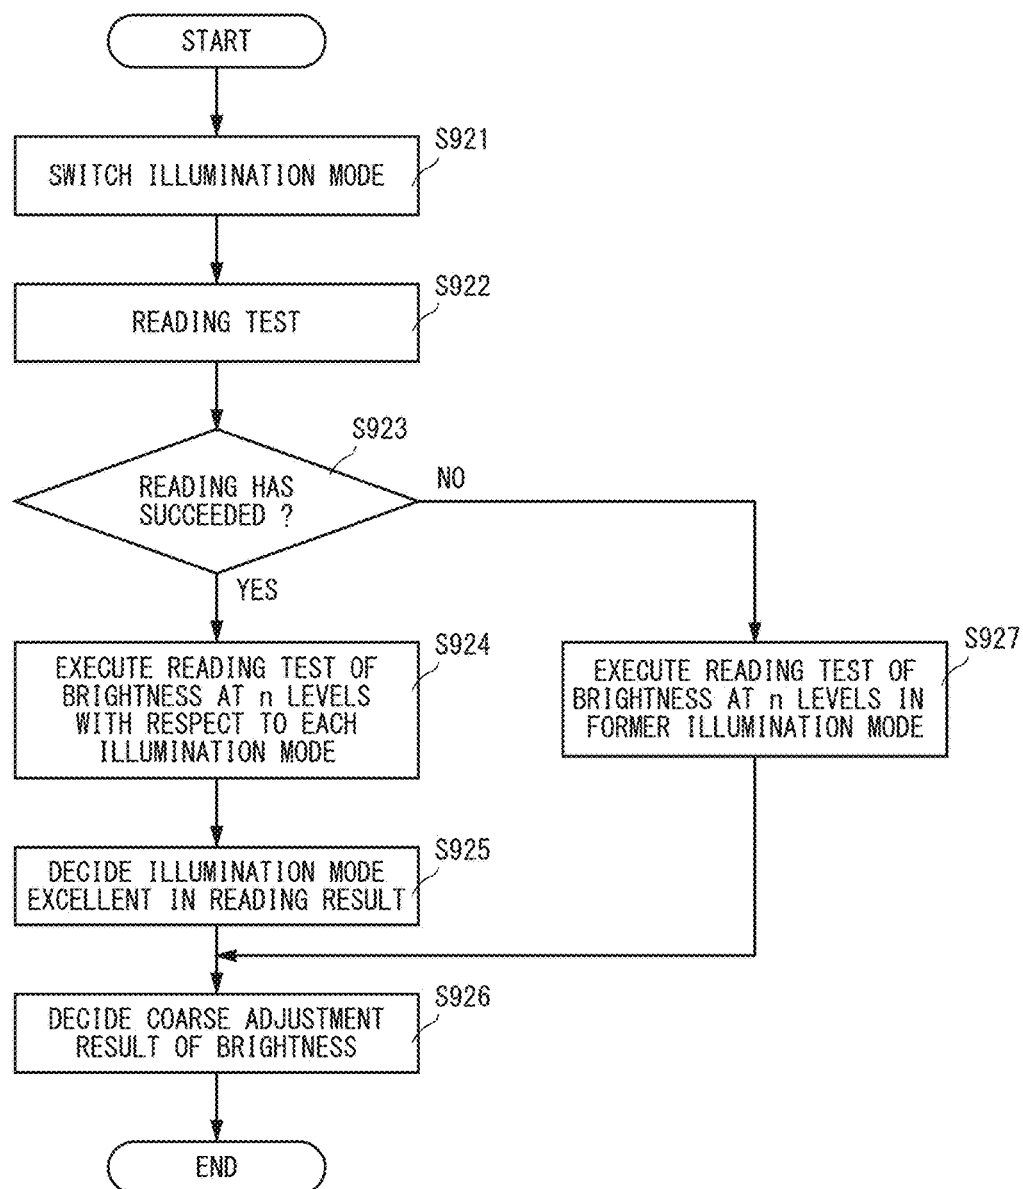 START
S921
SWITCH ILLUMINATION MODE
S922
READING TEST
S923
READING HAS
SUCCEEDED ?
NO
YES
S924
EXECUTE READING TEST OF
BRIGHTNESS AT n LEVELS
WITH RESPECT TO EACH
ILLUMINATION MODE
S927
EXECUTE READING TEST OF
BRIGHTNESS AT n LEVELS IN
FORMER ILLUMINATION MODE
S925
DECIDE ILLUMINATION MODE
EXCELLENT IN READING RESULT
S926
DECIDE COARSE ADJUSTMENT
RESULT OF BRIGHTNESS
END